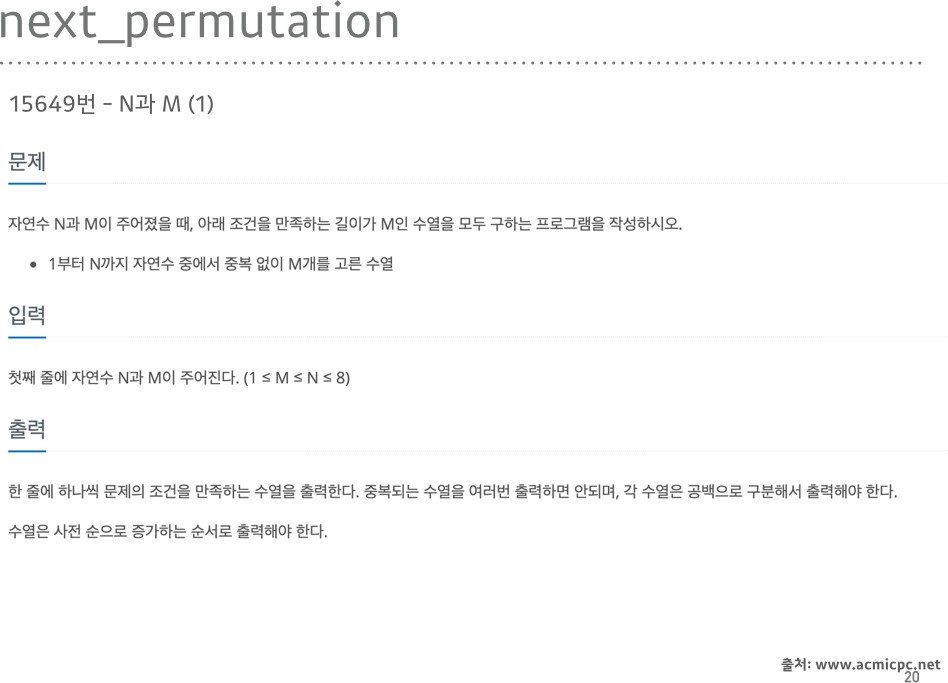 next_permutation
15649번 – N과 M (1)
문제
자연수 N과 M이 주어졌을 때, 아래 조건을 만족하는 길이가 M인 수열을 모두 구하는 프로그램을 작성하시오.
• 1부터 N까지 자연수 중에서 중복 없이 M개를 고른 수열
입력
첫째 줄에 자연수 N과 M이 주어진다. (1 ≤ M ≤ N ≤ 8)
출력
한 줄에 하나씩 문제의 조건을 만족하는 수열을 출력한다. 중복되는 수열을 여러번 출력하면 안되며, 각 수열은 공백으로 구분해서 출력해야 한다.
수열은 사전 순으로 증가하는 순서로 출력해야 한다.
출처: www.acmicpc.net
20